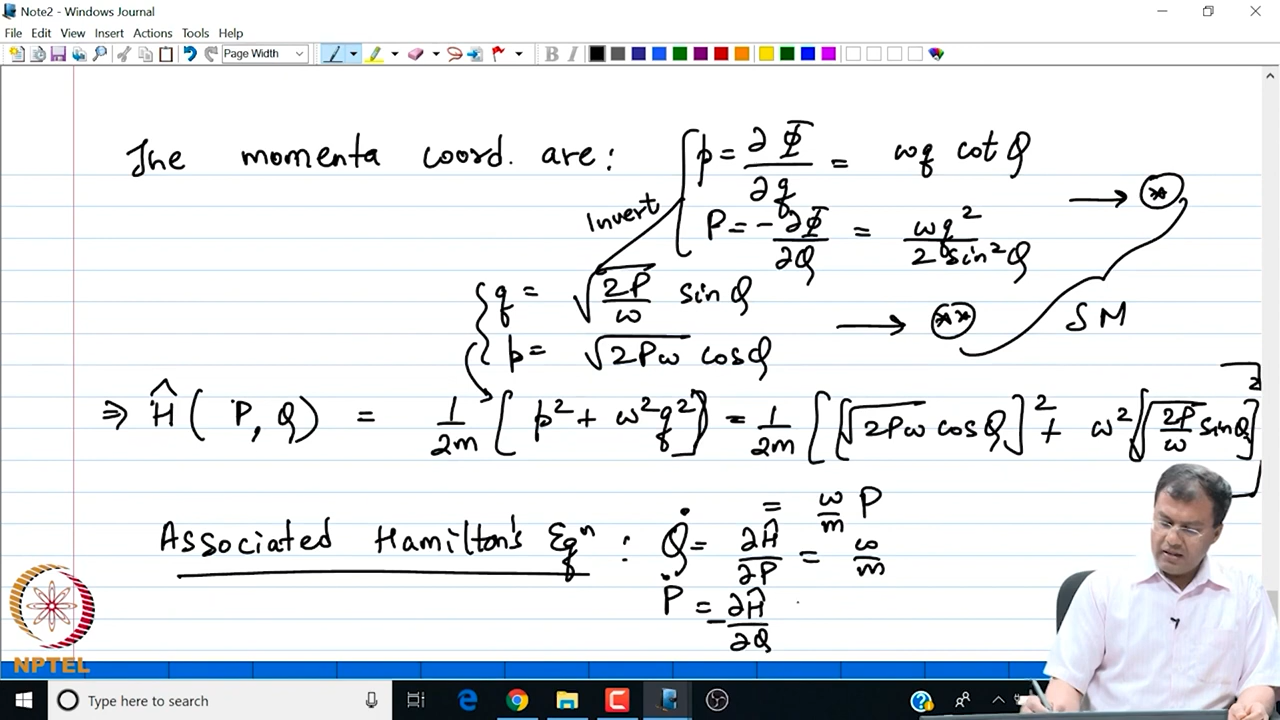 Note2 - Windows Journal
File Edit View Insert Actions Tools Help
Page Width B I
The momenta coord. are: p = ∂Φ/∂q = ωq cot Q
Invert P = -∂Φ/∂Q = ωq²/2 sin²Q → (*)
q = √(2P/ω) sin Q
p = √(2Pω) cos Q → (**) SM
⇒ Ĥ(P, Q) = 1/2m [p² + ω²q²] = 1/2m [[√(2Pω) cos Q]² + ω²[√(2P/ω) sin Q]²]
= ω/m P
Associated Hamilton's Eqⁿ : Q̇ = ∂Ĥ/∂P = ω/m
Ṗ = -∂Ĥ/∂Q
NPTEL
Type here to search